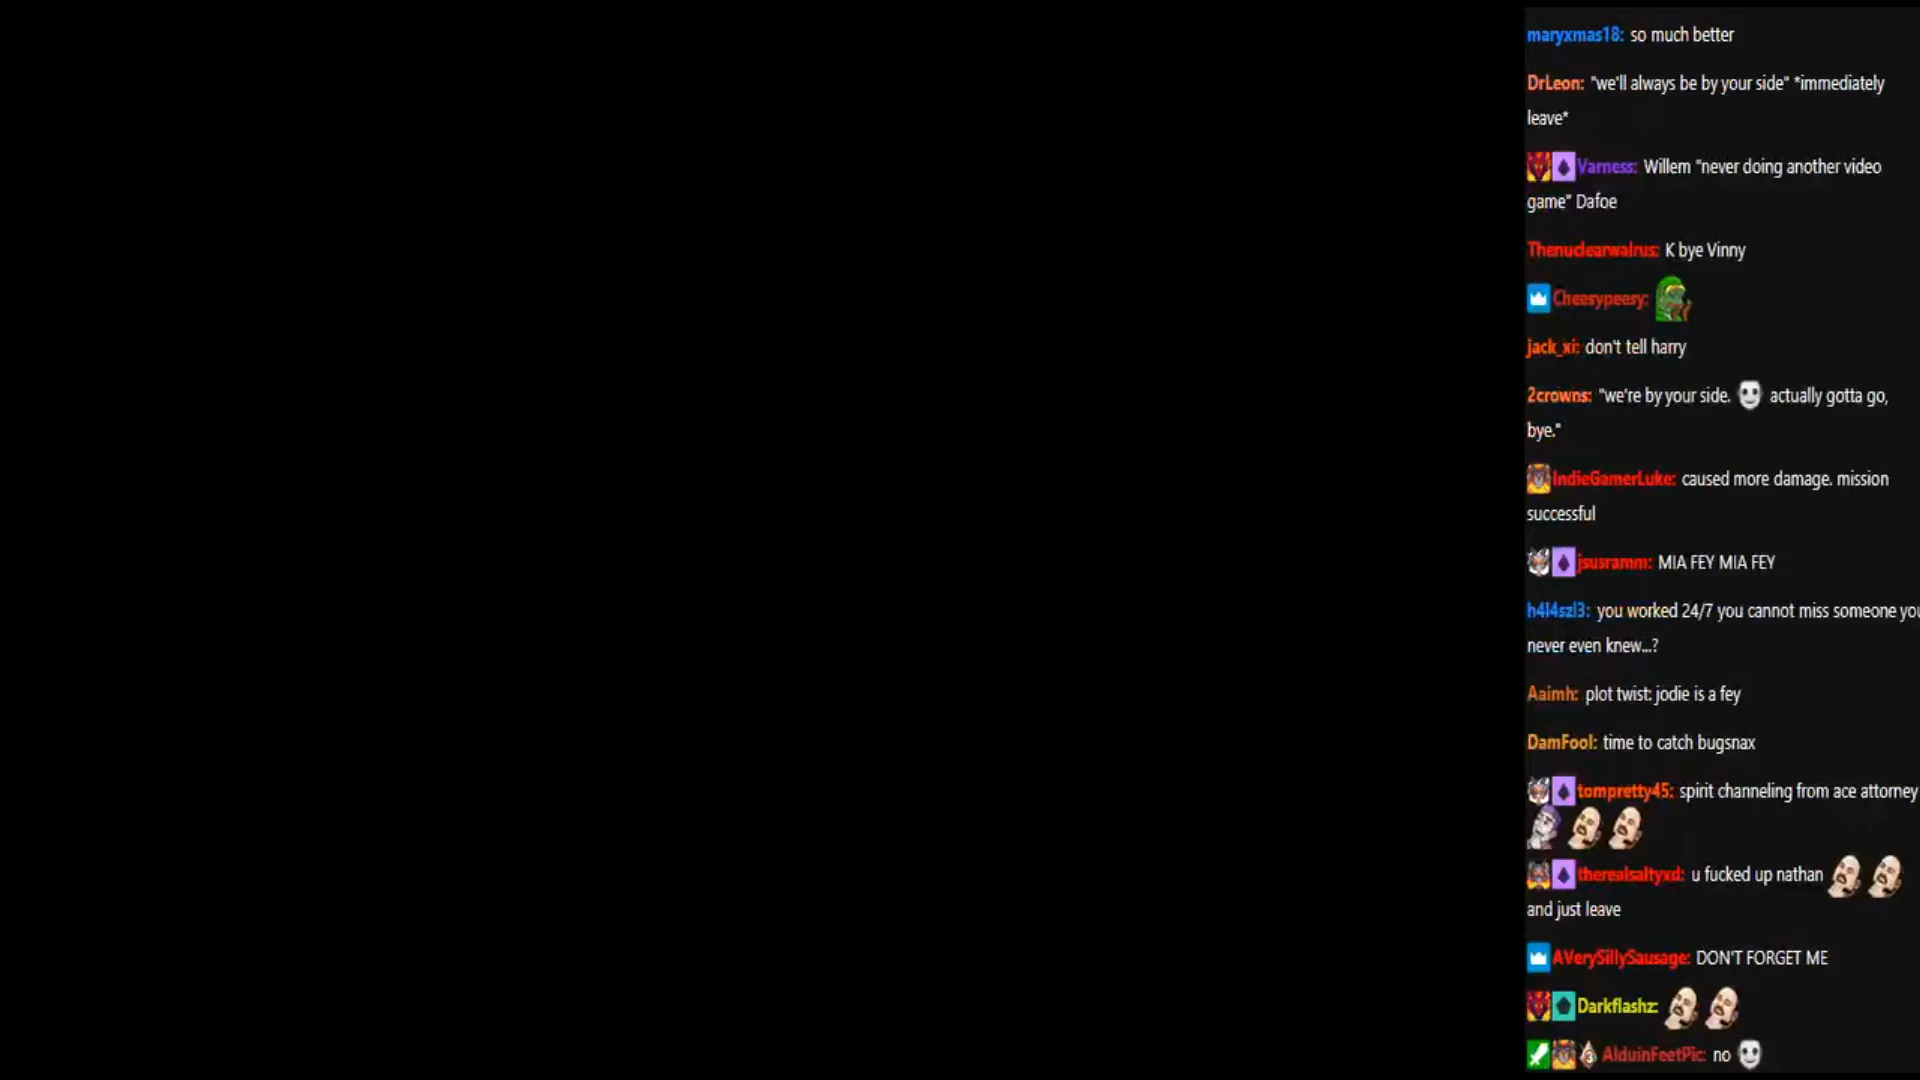 maryxmas18: so much better
DrLeon: "we'll always be by your side" *immediately
leave*
Varness: Willem "never doing another video
game" Dafoe
Thenuclearwalrus: K bye Vinny
Cheesypeesy:
jack_xi: don't tell harry
2crowns: "we're by your side. actually gotta go,
bye."
IndieGamerLuke: caused more damage. mission
successful
jsusramm: MIA FEY MIA FEY
h4l4szl3: you worked 24/7 you cannot miss someone you
never even knew...?
Aaimh: plot twist: jodie is a fey
DamFool: time to catch bugsnax
tompretty45: spirit channeling from ace attorney
therealsaltyxd: u fucked up nathan
and just leave
AVerySillySausage: DON'T FORGET ME
Darkflashz:
3 AlduinFeetPic: no